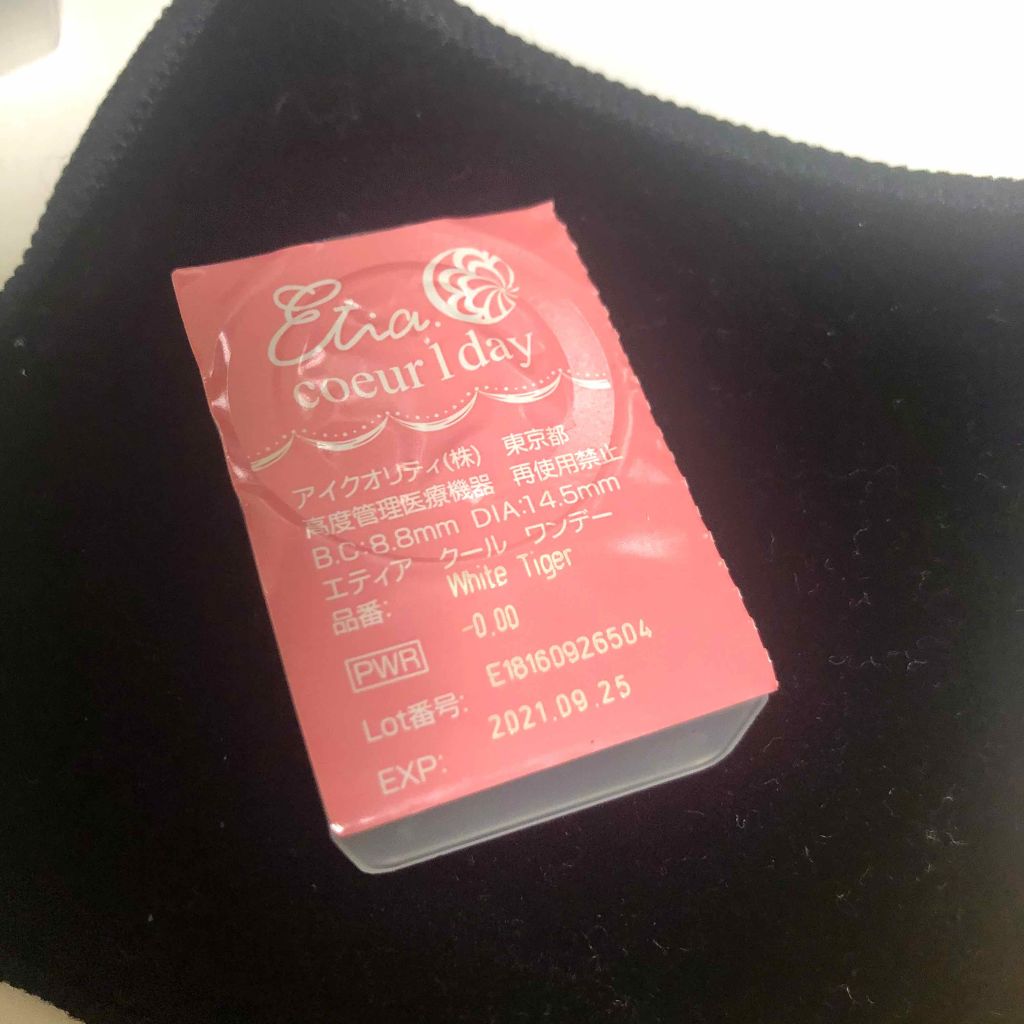 Etia.
coeur 1day
アイクオリティ(株) 東京都
高度管理医療機器 再使用禁止
B.C:8.8mm DIA:14.5mm
エティア クール ワンデー
品番: White Tiger
PWR -0.00
Lot番号: E18160926504
EXP: 2021.09.25